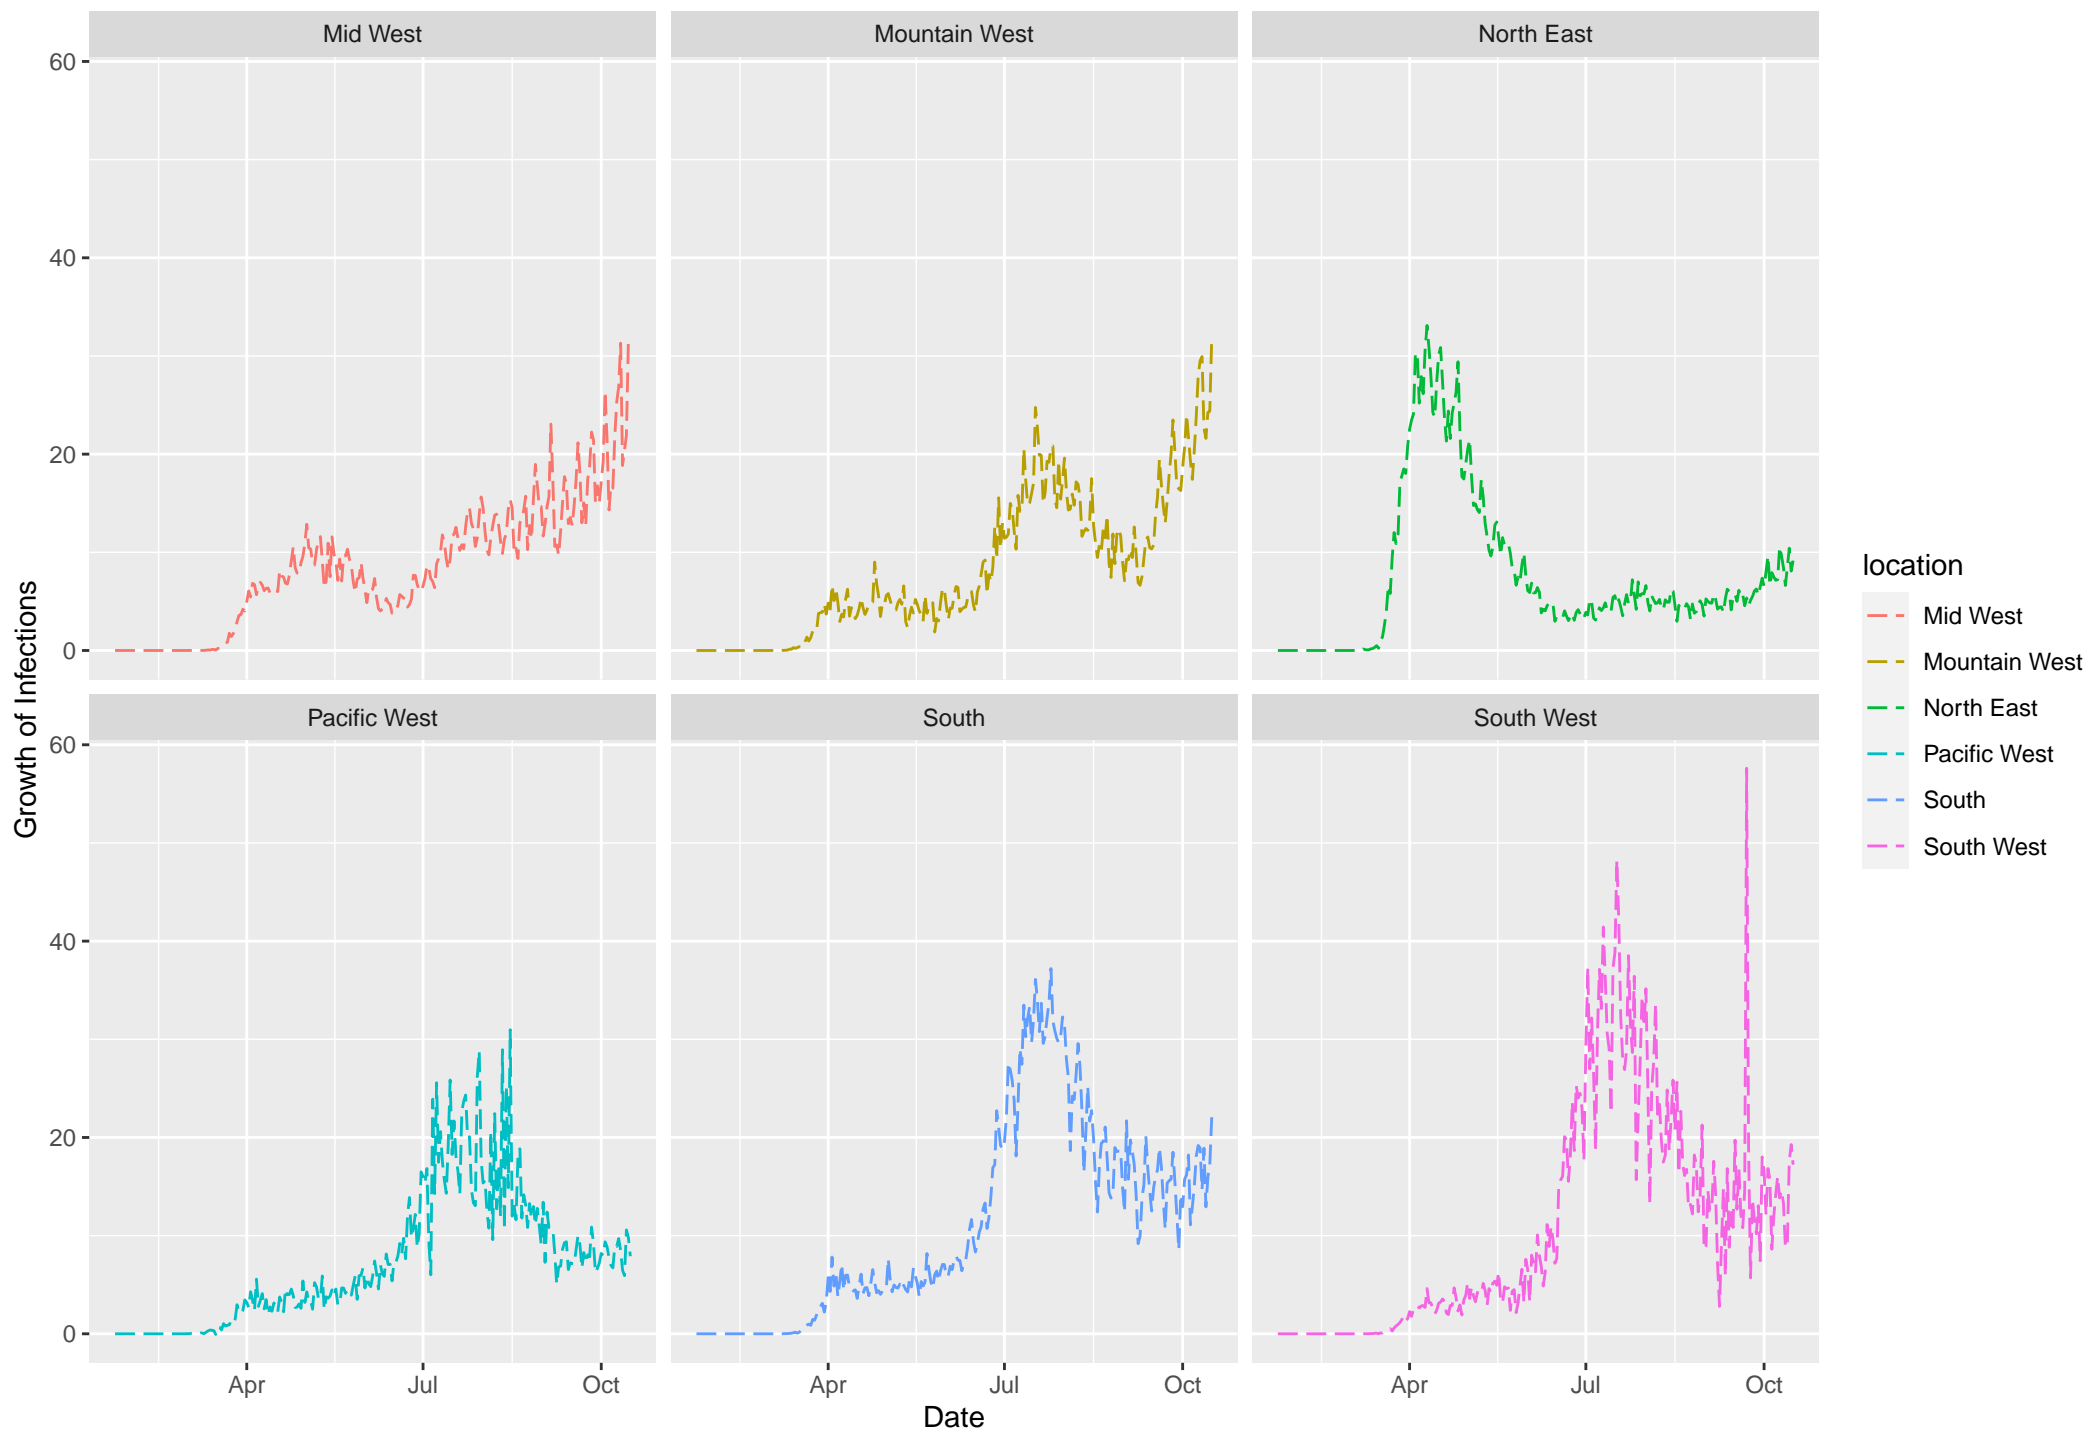 Mid West
Mountain West
North East
60
40
20
0
Growth of Infections
Pacific West
South
South West
60
40
20
0
Apr
Jul
Oct
Apr
Jul
Oct
Apr
Jul
Oct
Date
location
Mid West
Mountain West
North East
Pacific West
South
South West